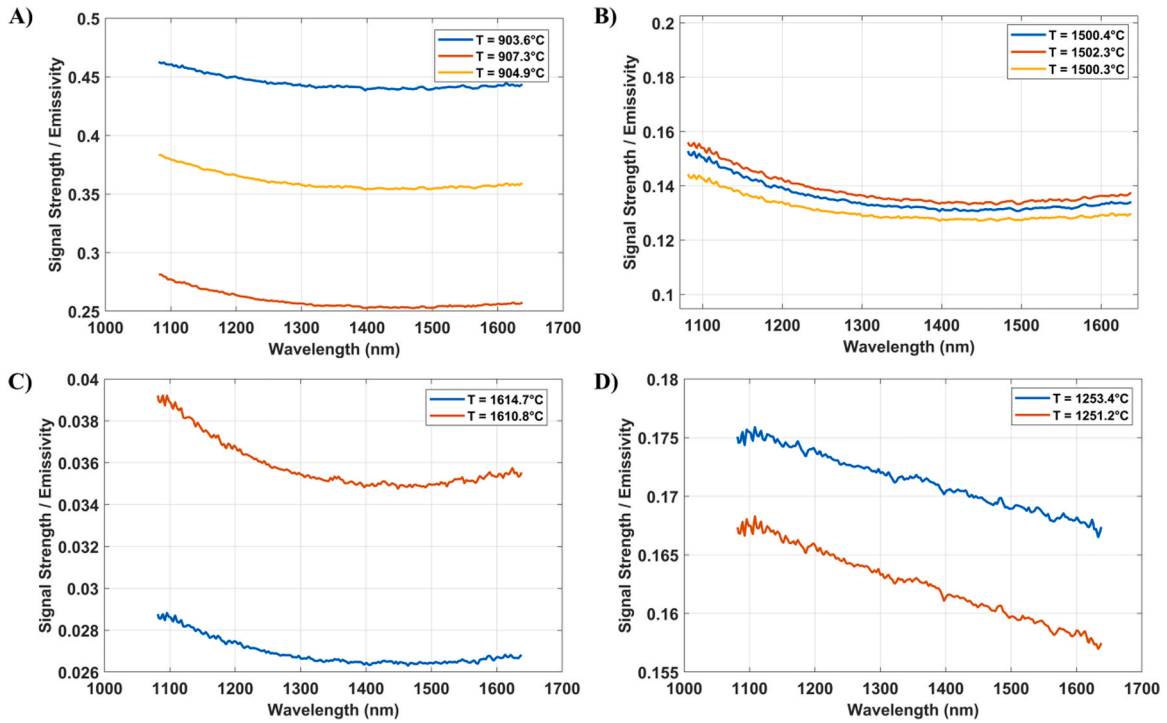 A)
0.5
0.45
0.4
0.35
0.3
0.25
T = 903.6°C
T = 907.3°C
T = 904.9°C
1000 1100 1200 1300 1400 1500 1600 1700
Wavelength (nm)
Signal Strength / Emissivity
B)
0.2
0.18
0.16
0.14
0.12
0.1
T = 1500.4°C
T = 1502.3°C
T = 1500.3°C
1100 1200 1300 1400 1500 1600
Wavelength (nm)
Signal Strength / Emissivity
C)
0.04
0.038
0.036
0.034
0.032
0.03
0.028
0.026
T = 1614.7°C
T = 1610.8°C
1000 1100 1200 1300 1400 1500 1600 1700
Wavelength (nm)
Signal Strength / Emissivity
D)
0.18
0.175
0.17
0.165
0.16
0.155
T = 1253.4°C
T = 1251.2°C
1000 1100 1200 1300 1400 1500 1600 1700
Wavelength (nm)
Signal Strength / Emissivity